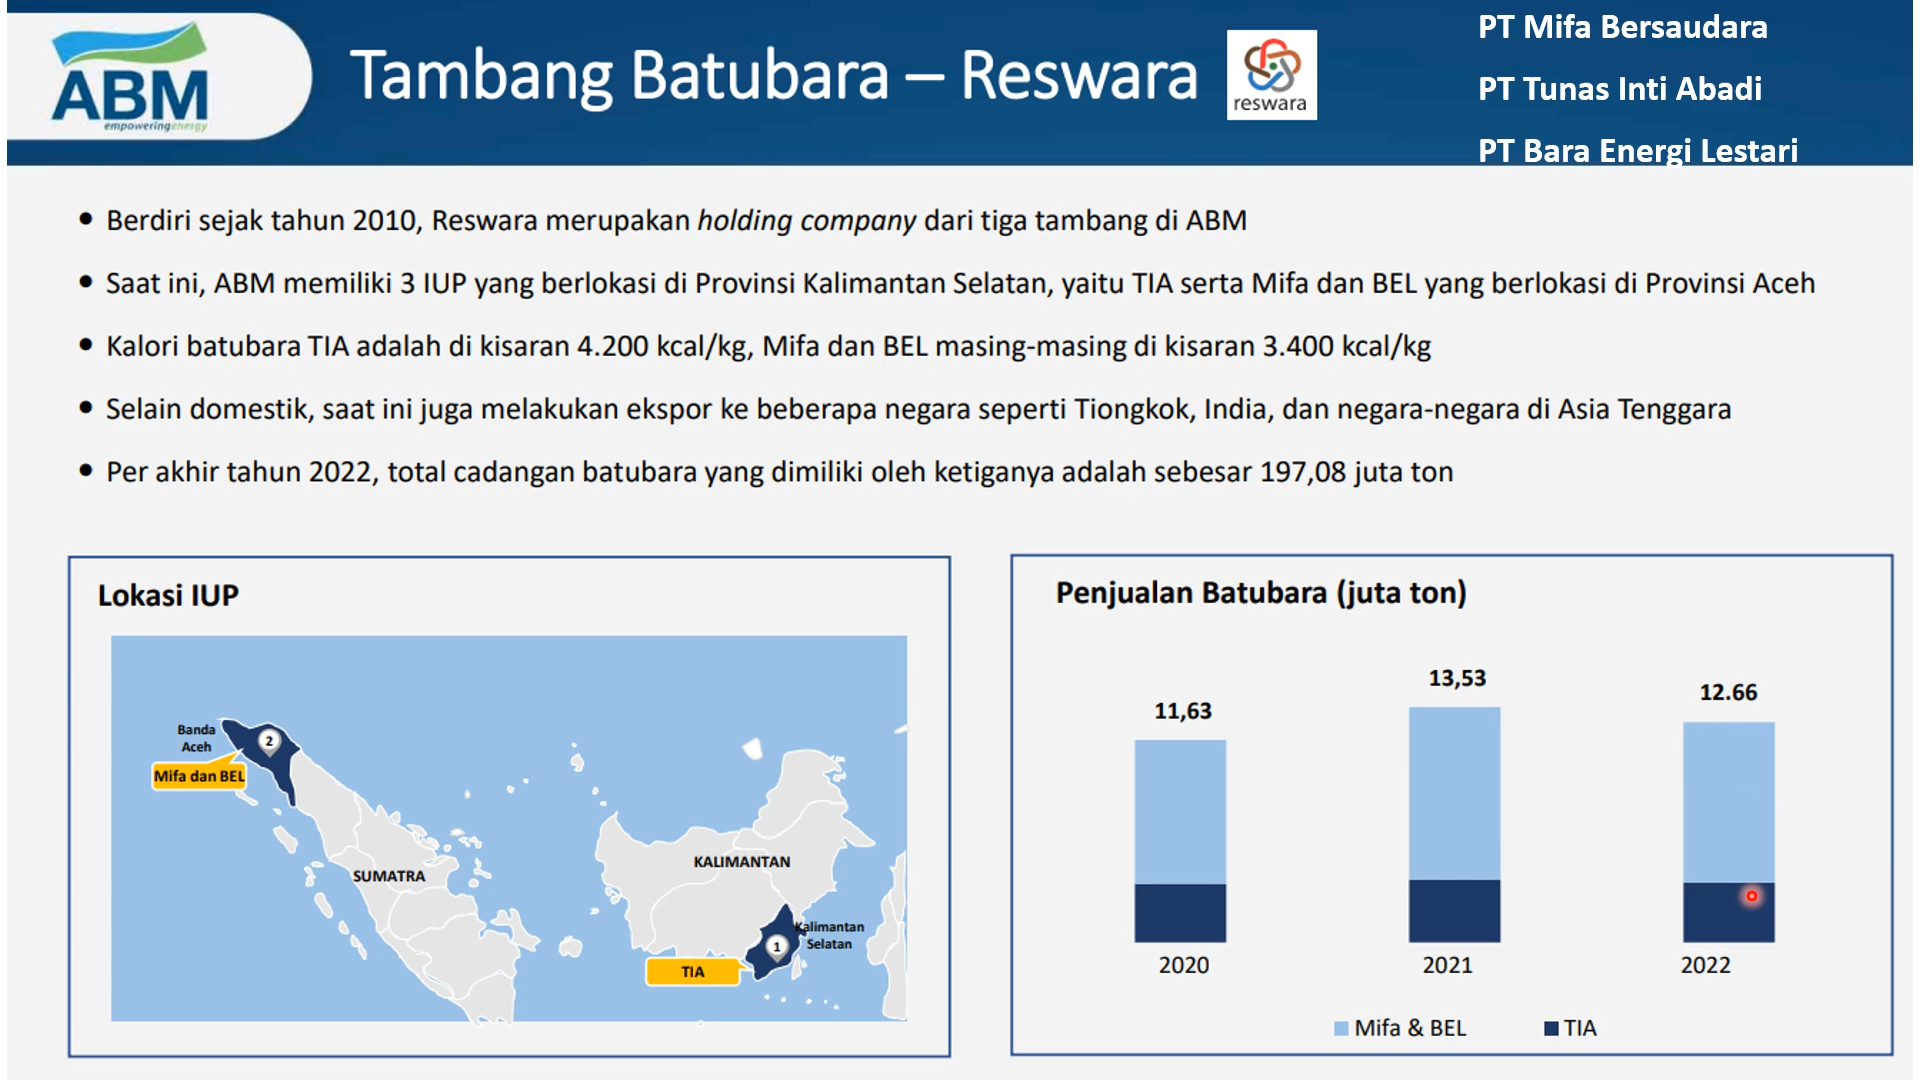 ABM
empoweringenergy
Tambang Batubara – Reswara
reswara
PT Mifa Bersaudara
PT Tunas Inti Abadi
PT Bara Energi Lestari
• Berdiri sejak tahun 2010, Reswara merupakan holding company dari tiga tambang di ABM
• Saat ini, ABM memiliki 3 IUP yang berlokasi di Provinsi Kalimantan Selatan, yaitu TIA serta Mifa dan BEL yang berlokasi di Provinsi Aceh
• Kalori batubara TIA adalah di kisaran 4.200 kcal/kg, Mifa dan BEL masing-masing di kisaran 3.400 kcal/kg
• Selain domestik, saat ini juga melakukan ekspor ke beberapa negara seperti Tiongkok, India, dan negara-negara di Asia Tenggara
• Per akhir tahun 2022, total cadangan batubara yang dimiliki oleh ketiganya adalah sebesar 197,08 juta ton
Lokasi IUP
Banda
Aceh
2
Mifa dan BEL
SUMATRA
KALIMANTAN
Kalimantan
Selatan
1
TIA
Penjualan Batubara (juta ton)
11,63
13,53
12.66
2020
2021
2022
Mifa & BEL
TIA